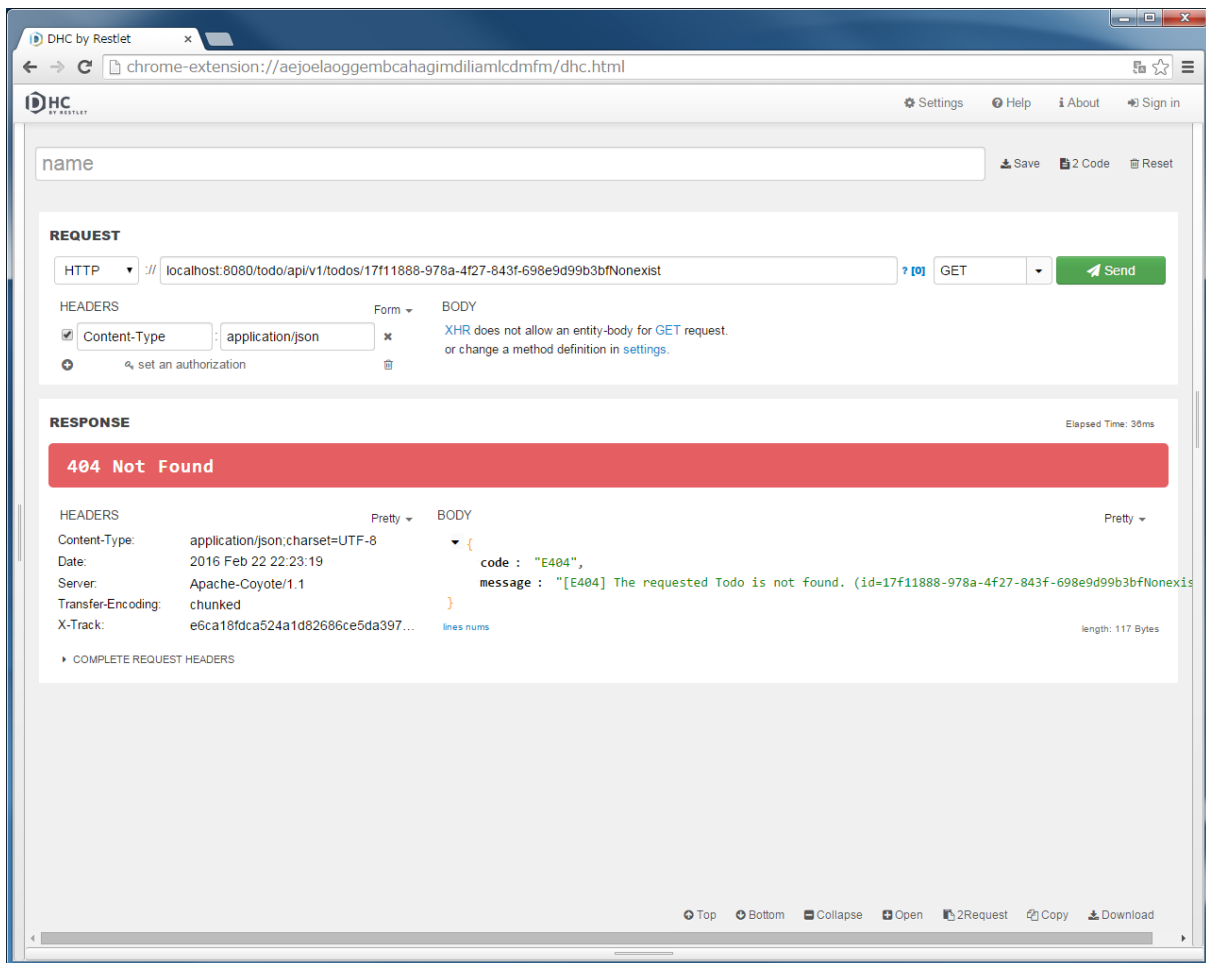 DHC by Restlet
chrome-extension://aejoelaoggembcahagimdiliamlcdmfm/dhc.html
DHC BY RESTLET Settings Help About Sign in
name Save 2 Code Reset
REQUEST
HTTP :// localhost:8080/todo/api/v1/todos/17f11888-978a-4f27-843f-698e9d99b3bfNonexist ? [0] GET Send
HEADERS Form BODY
Content-Type : application/json XHR does not allow an entity-body for GET request.
or change a method definition in settings.
set an authorization
RESPONSE Elapsed Time: 36ms
404 Not Found
HEADERS Pretty BODY Pretty
Content-Type: application/json;charset=UTF-8 {
Date: 2016 Feb 22 22:23:19 code : "E404",
Server: Apache-Coyote/1.1 message : "[E404] The requested Todo is not found. (id=17f11888-978a-4f27-843f-698e9d99b3bfNonexis
Transfer-Encoding: chunked }
X-Track: e6ca18fdca524a1d82686ce5da397... lines nums length: 117 Bytes
COMPLETE REQUEST HEADERS
Top Bottom Collapse Open 2Request Copy Download